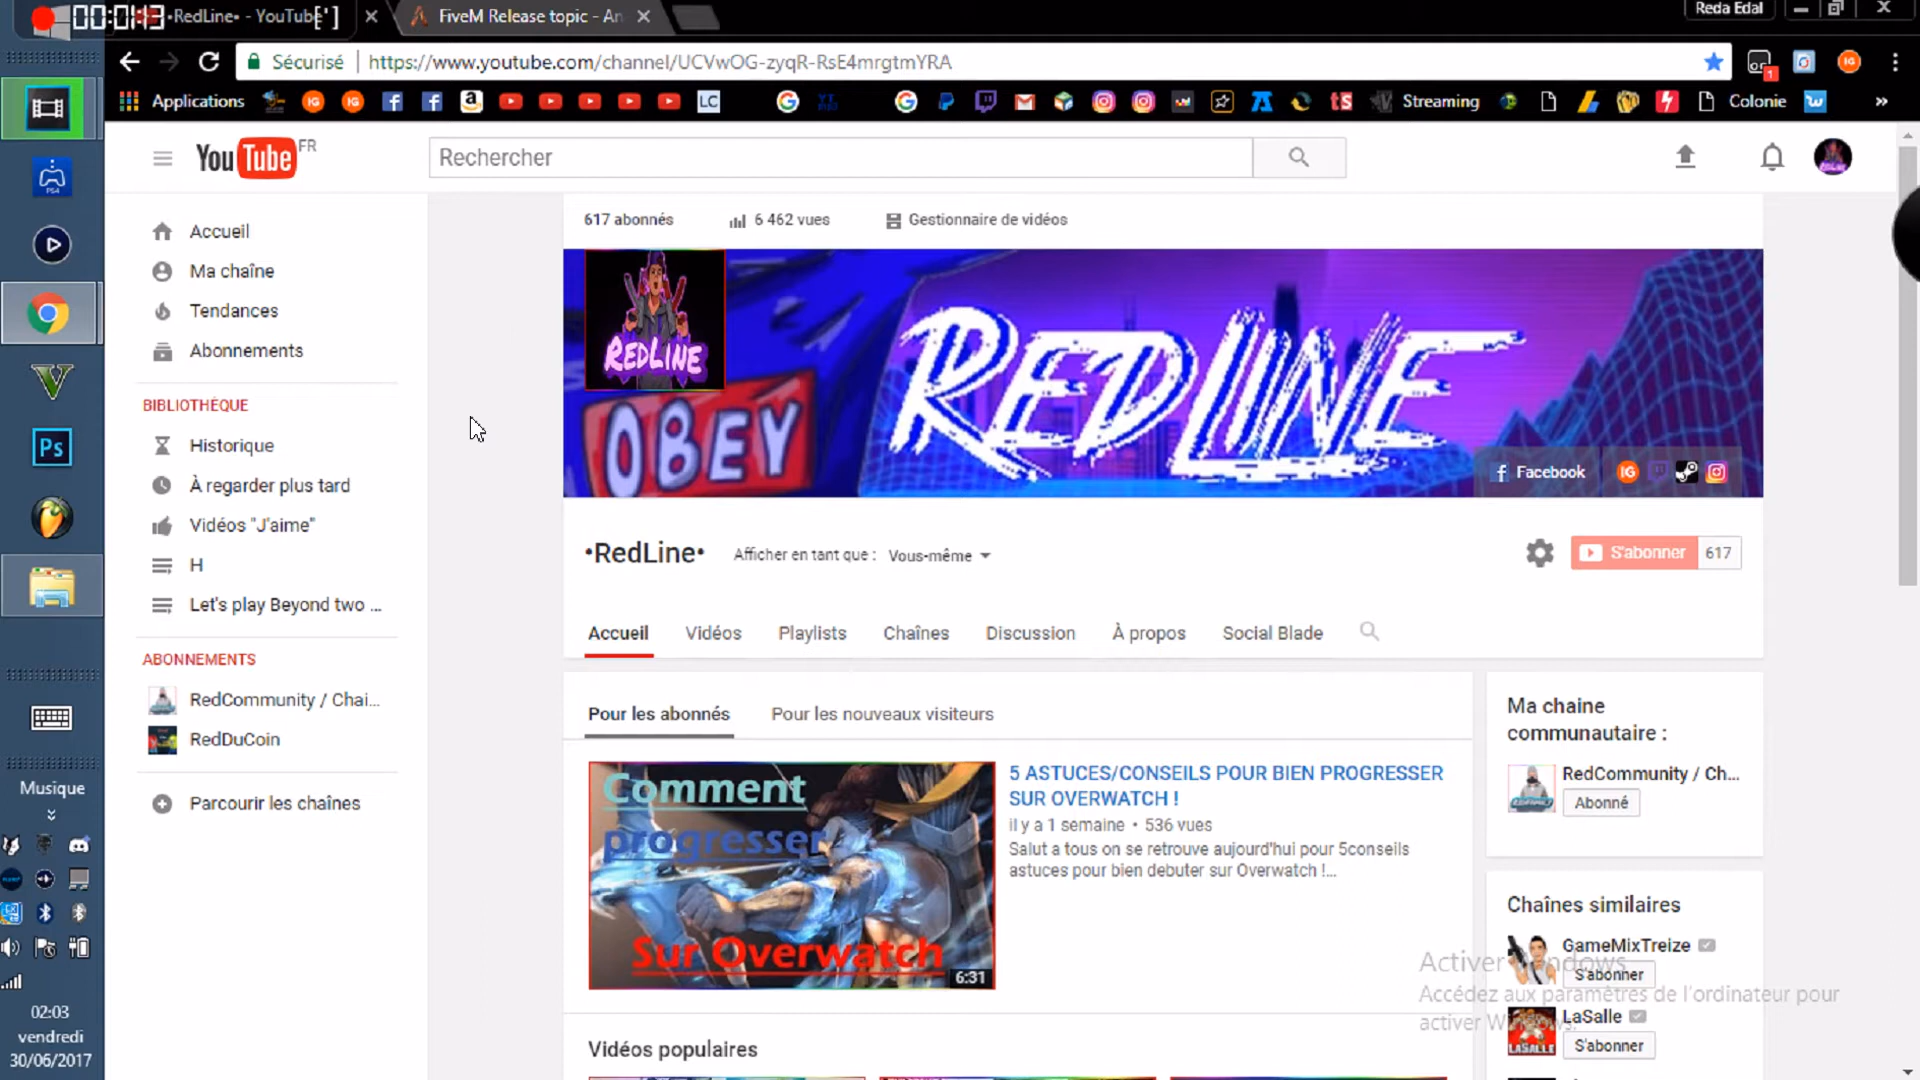 00:01:13
•RedLine• - YouTube [']
FiveM Release topic - An
Reda Edal
Sécurisé
https://www.youtube.com/channel/UCVwOG-zyqR-RsE4mrgtmYRA
Applications
LC
Streaming
Colonie
»
YouTube FR
Rechercher
617 abonnés
6 462 vues
Gestionnaire de vidéos
Accueil
Ma chaîne
Tendances
Abonnements
BIBLIOTHÈQUE
Historique
À regarder plus tard
Vidéos "J'aime"
H
Let's play Beyond two ...
ABONNEMENTS
RedCommunity / Chai...
RedDuCoin
Parcourir les chaînes
REDLINE
OBEY
REDLINE
Facebook
•RedLine•
Afficher en tant que :
Vous-même
S'abonner
617
Accueil
Vidéos
Playlists
Chaînes
Discussion
À propos
Social Blade
Pour les abonnés
Pour les nouveaux visiteurs
Comment
progresser
Sur Overwatch
6:31
5 ASTUCES/CONSEILS POUR BIEN PROGRESSER
SUR OVERWATCH !
il y a 1 semaine • 536 vues
Salut a tous on se retrouve aujourd'hui pour 5conseils
astuces pour bien debuter sur Overwatch !...
Vidéos populaires
Ma chaine
communautaire :
RedCommunity / Ch...
Abonné
Chaînes similaires
GameMixTreize
S'abonner
LaSalle
S'abonner
LASALLE
Activer Windows
Accédez aux paramètres de l'ordinateur pour
activer Windows.
PS4
Ps
Musique
02:03
vendredi
30/06/2017